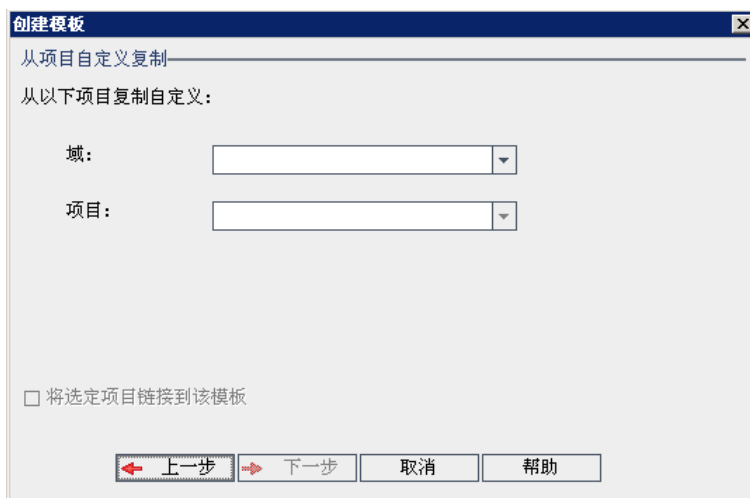 创建模板
从项目自定义复制
从以下项目复制自定义：
域：
项目：
将选定项目链接到该模板
上一步 下一步 取消 帮助